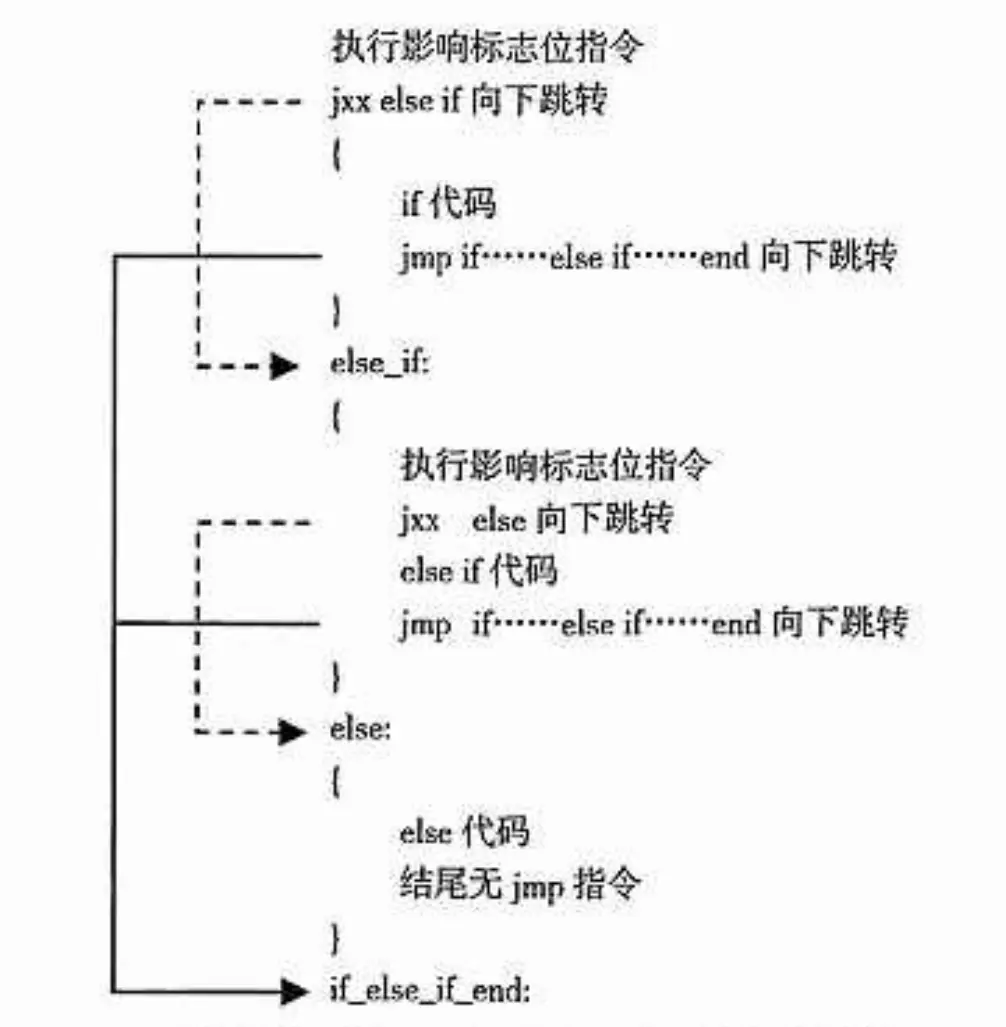 执行影响标志位指令
jxx else if 向下跳转
{
if 代码
jmp if……else if……end 向下跳转
}
else_if:
{
执行影响标志位指令
jxx else 向下跳转
else if 代码
jmp if……else if……end 向下跳转
}
else:
{
else 代码
结尾无 jmp 指令
}
if_else_if_end: